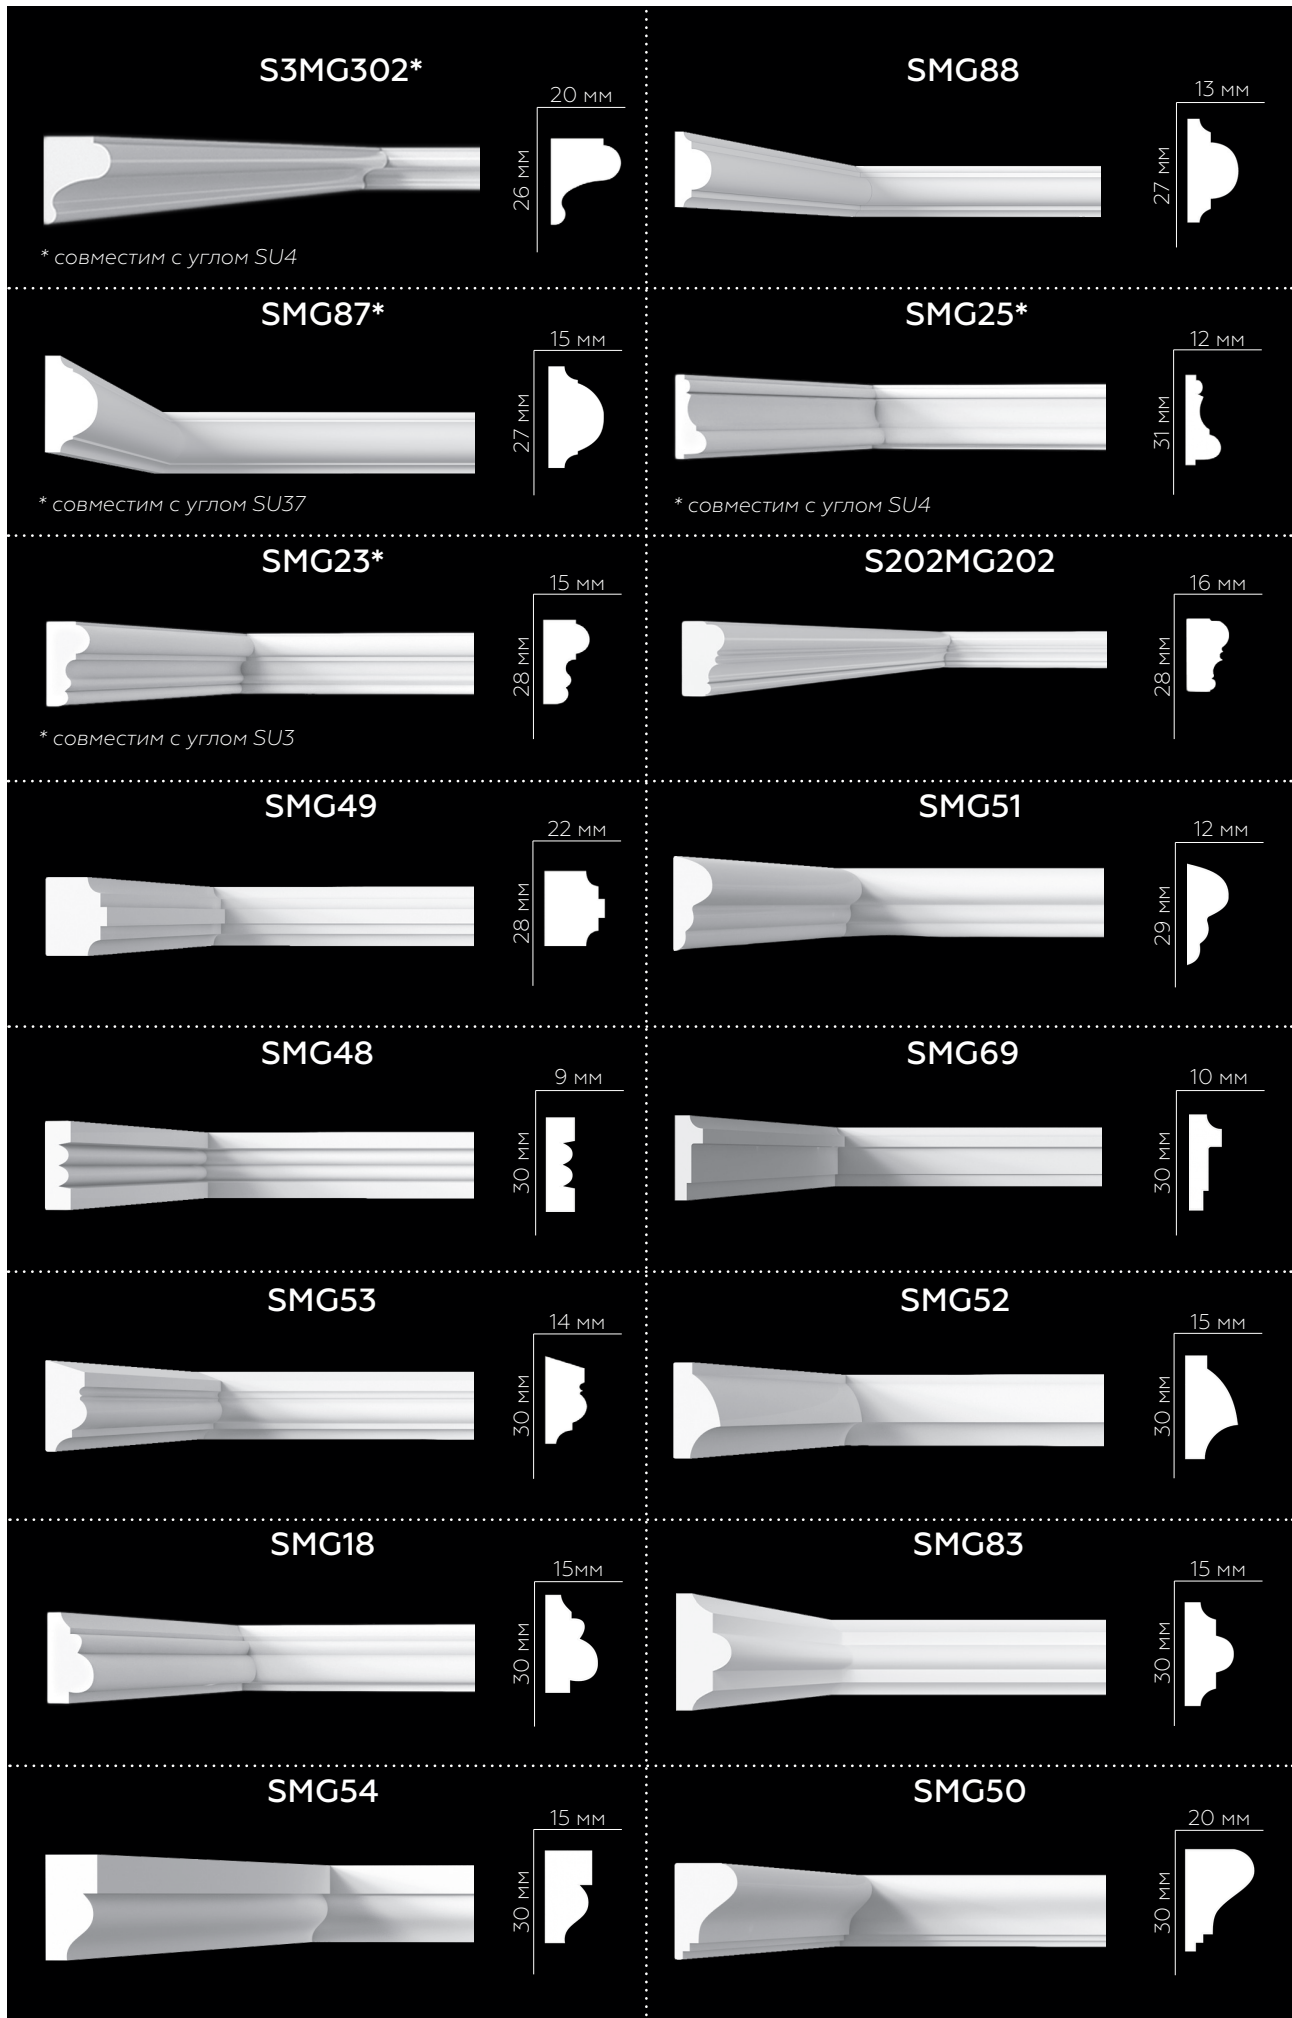 S3MG302*
20 мм
26 мм
* совместим с углом SU4
SMG88
13 мм
27 мм
SMG87*
15 мм
27 мм
* совместим с углом SU37
SMG25*
12 мм
31 мм
* совместим с углом SU4
SMG23*
15 мм
28 мм
* совместим с углом SU3
S202MG202
16 мм
28 мм
SMG49
22 мм
28 мм
SMG51
12 мм
29 мм
SMG48
9 мм
30 мм
SMG69
10 мм
30 мм
SMG53
14 мм
30 мм
SMG52
15 мм
30 мм
SMG18
15мм
30 мм
SMG83
15 мм
30 мм
SMG54
15 мм
30 мм
SMG50
20 мм
30 мм